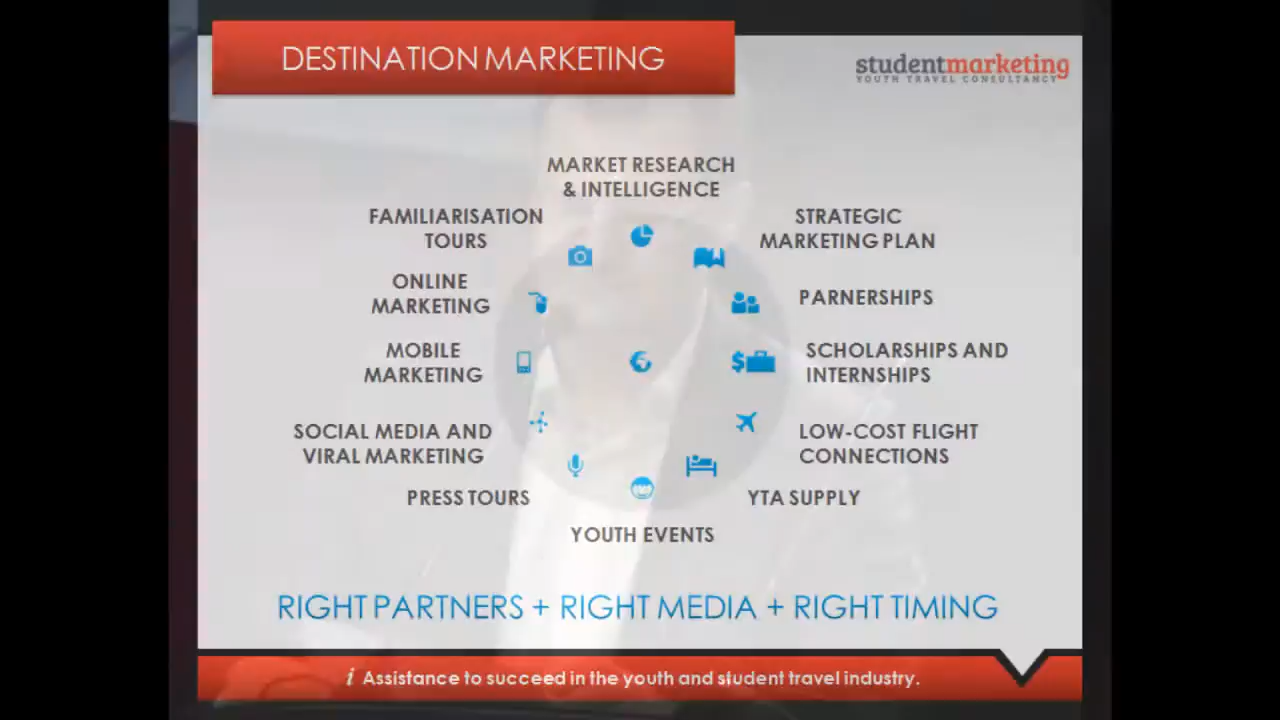 DESTINATION MARKETING
studentmarketing
YOUTH TRAVEL CONSULTANCY
MARKET RESEARCH
& INTELLIGENCE
STRATEGIC
MARKETING PLAN
PARNERSHIPS
SCHOLARSHIPS AND
INTERNSHIPS
LOW-COST FLIGHT
CONNECTIONS
YTA SUPPLY
YOUTH EVENTS
PRESS TOURS
SOCIAL MEDIA AND
VIRAL MARKETING
MOBILE
MARKETING
ONLINE
MARKETING
FAMILIARISATION
TOURS
RIGHT PARTNERS + RIGHT MEDIA + RIGHT TIMING
i Assistance to succeed in the youth and student travel industry.